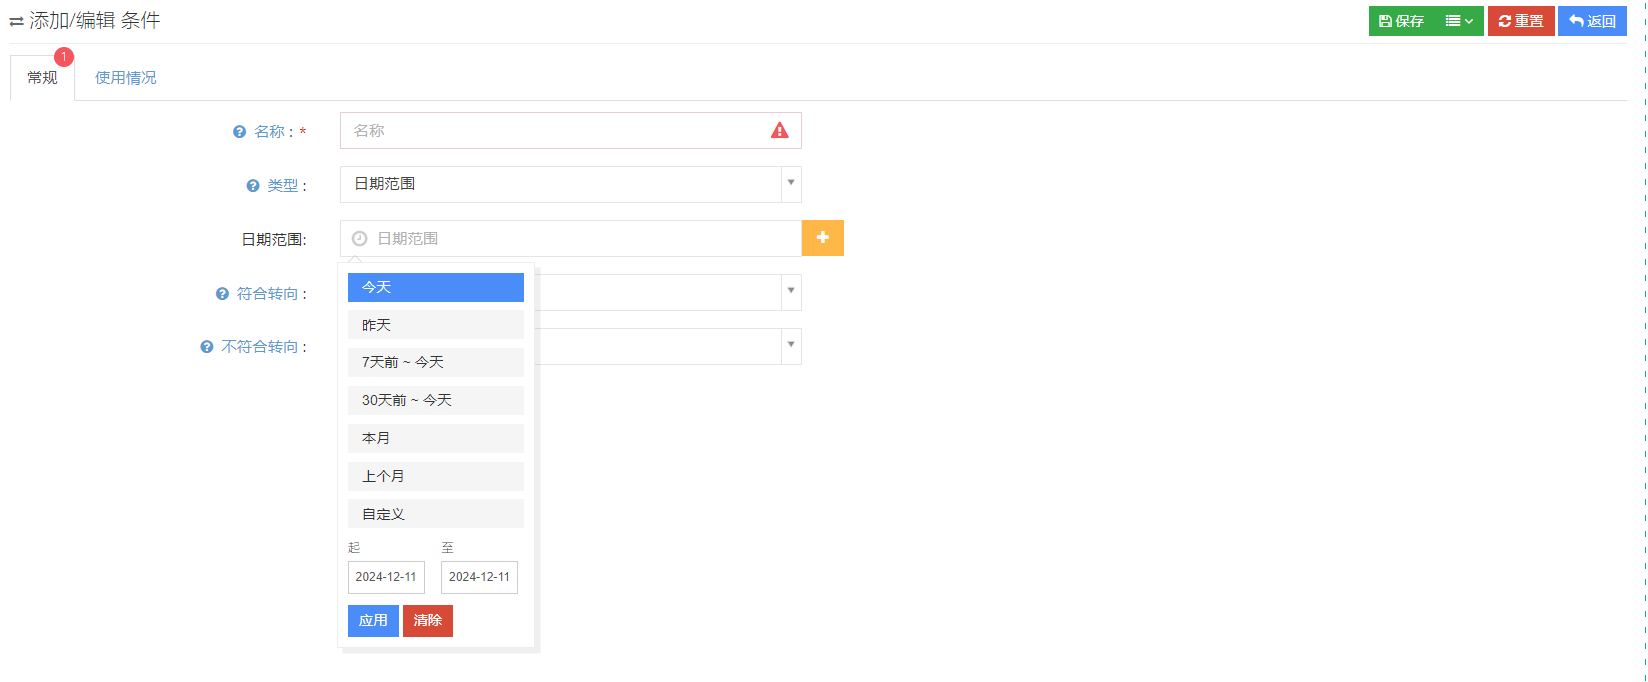 添加/编辑 条件
保存
重置
返回
常规
1
使用情况
名称 : *
名称
类型 :
日期范围
日期范围:
日期范围
符合转向 :
不符合转向 :
今天
昨天
7天前 ~ 今天
30天前 ~ 今天
本月
上个月
自定义
起 至
2024-12-11 2024-12-11
应用 清除